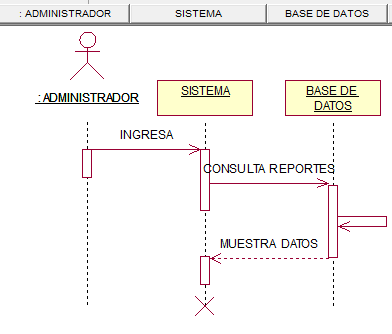 : ADMINISTRADOR
SISTEMA
BASE DE DATOS
: ADMINISTRADOR
SISTEMA
BASE DE
DATOS
INGRESA
CONSULTA REPORTES
MUESTRA DATOS